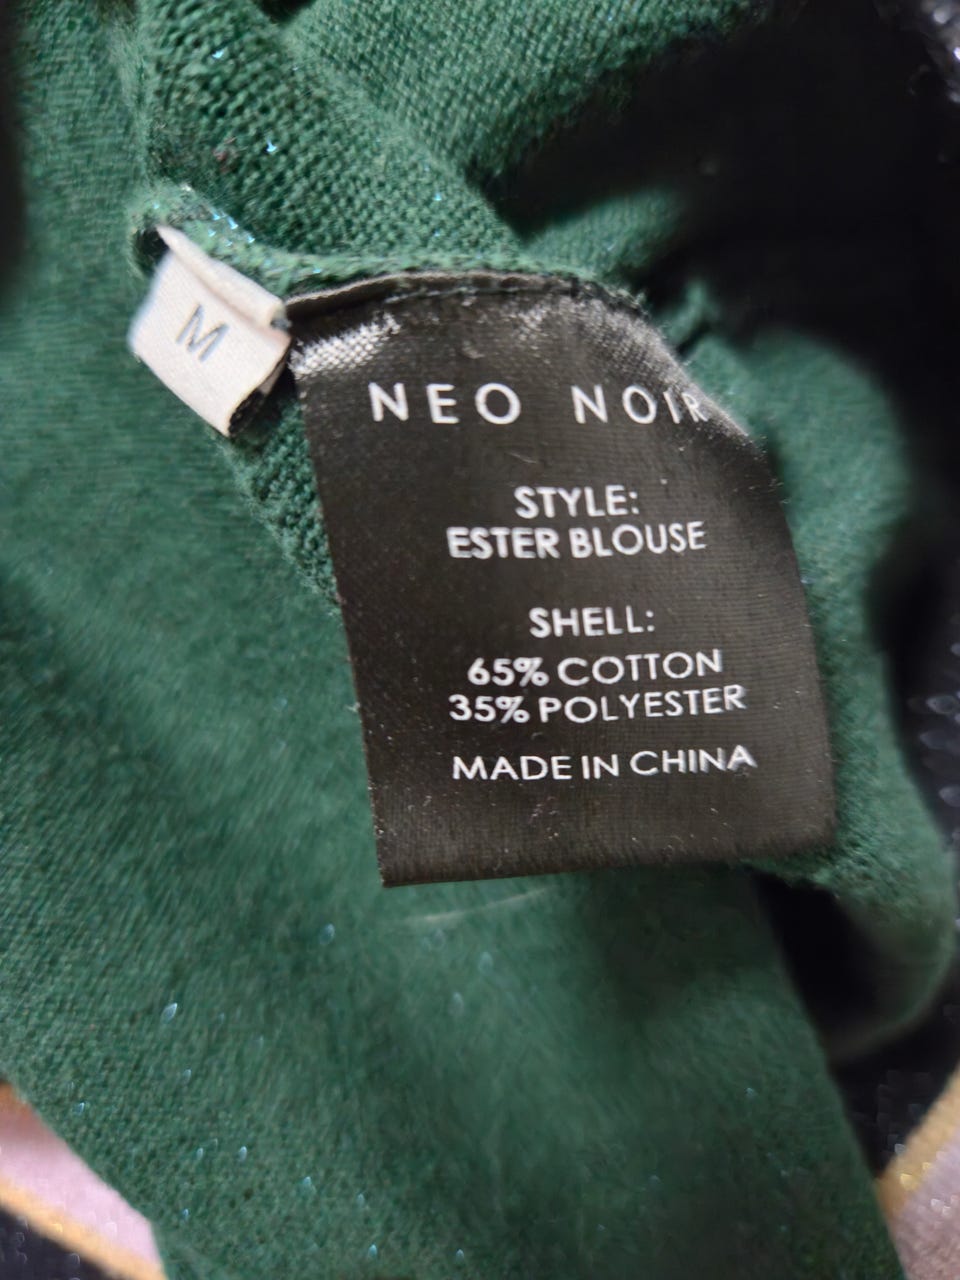 M
NEO NOIR
STYLE:
ESTER BLOUSE
SHELL:
65% COTTON
35% POLYESTER
MADE IN CHINA